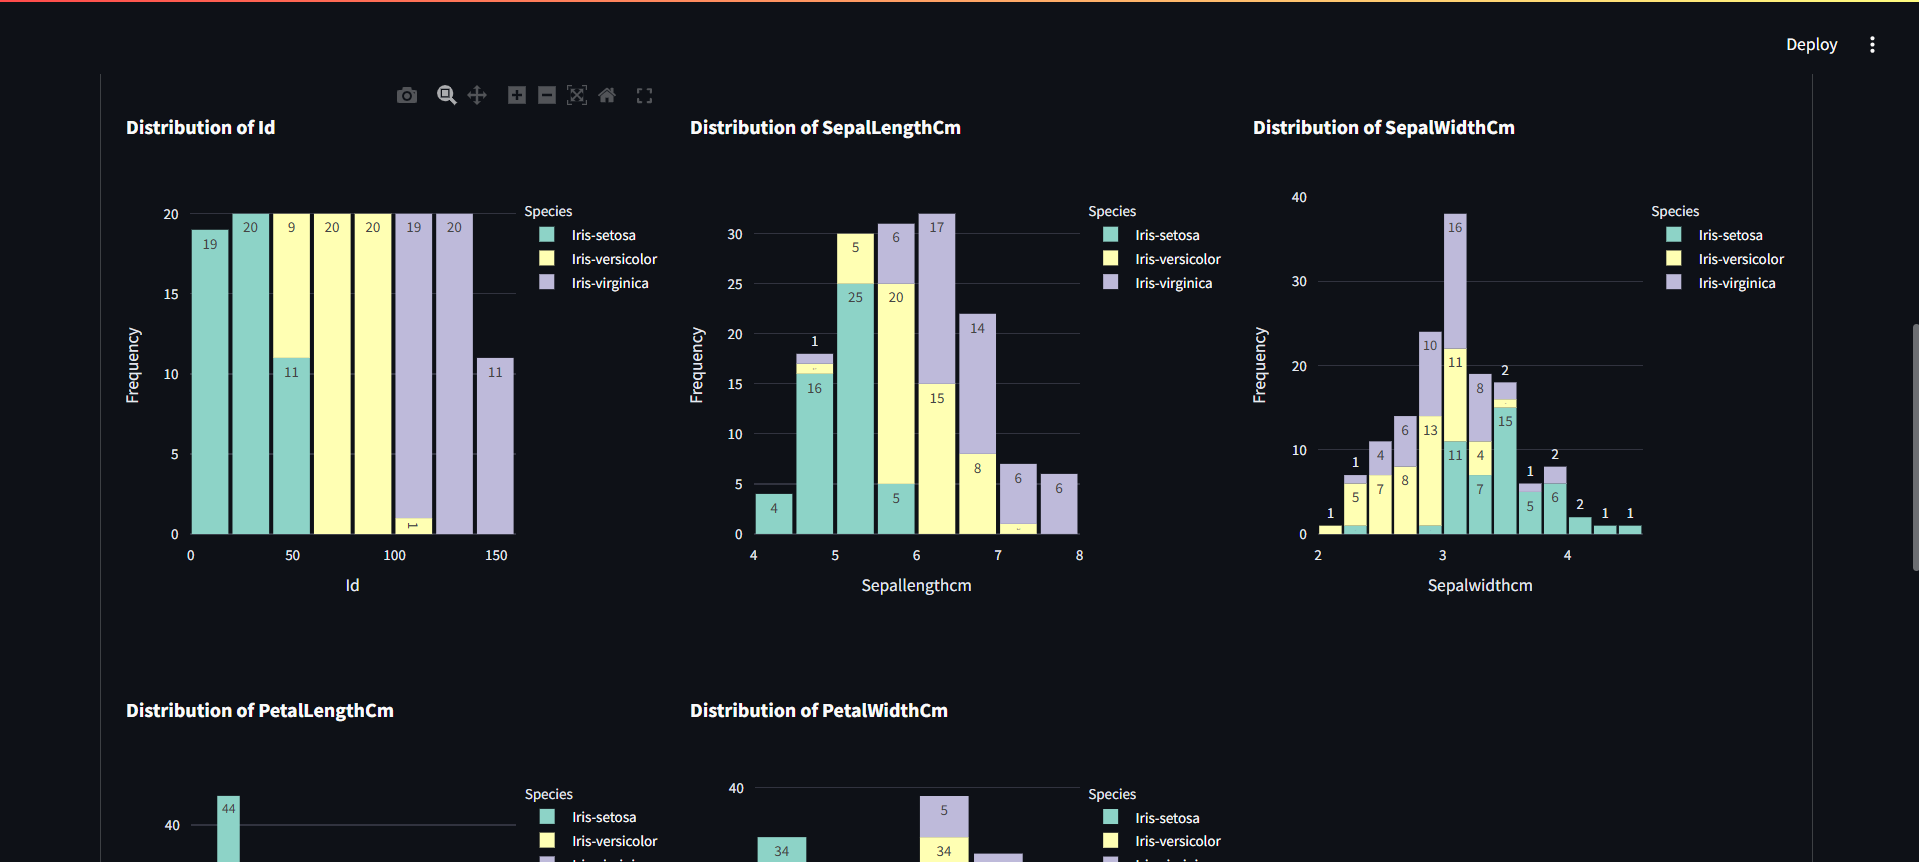 Deploy
Distribution of Id
20
15
10
5
0
Frequency
19
20
9
11
20
20
19
1
20
11
0
50
100
150
Id
Species
Iris-setosa
Iris-versicolor
Iris-virginica
Distribution of SepalLengthCm
30
25
20
15
10
5
0
Frequency
4
1
16
5
25
6
20
5
17
15
14
8
6
6
4
5
6
7
8
Sepallengthcm
Species
Iris-setosa
Iris-versicolor
Iris-virginica
Distribution of SepalWidthCm
40
30
20
10
0
Frequency
1
1
5
4
7
6
8
10
13
16
11
11
8
4
7
2
15
1
5
2
6
2
1
1
2
3
4
Sepalwidthcm
Species
Iris-setosa
Iris-versicolor
Iris-virginica
Distribution of PetalLengthCm
40
44
Species
Iris-setosa
Iris-versicolor
Distribution of PetalWidthCm
40
34
5
34
Species
Iris-setosa
Iris-versicolor